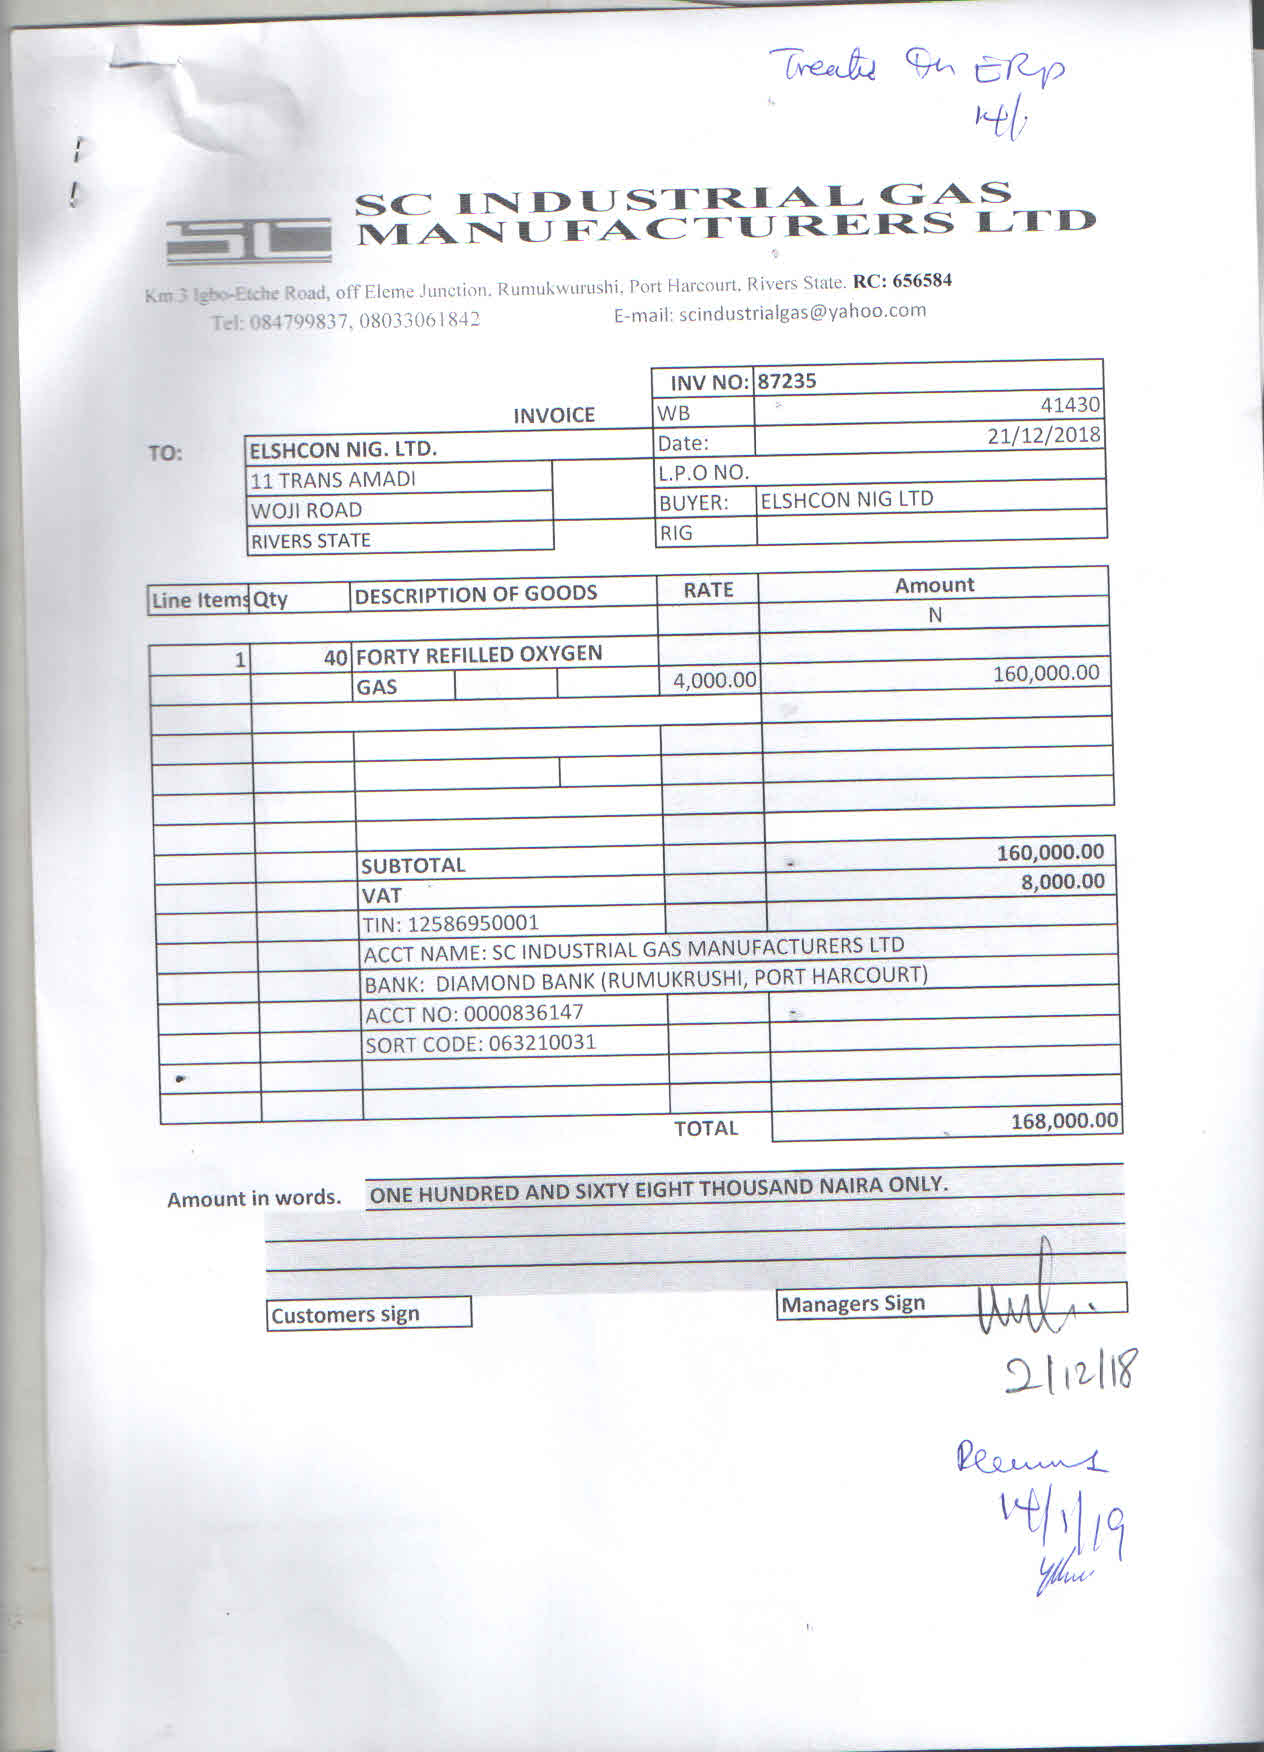 Treated On ERP
14/1
SC INDUSTRIAL GAS
MANUFACTURERS LTD
SC
Km 3 Igbo-Etche Road, off Eleme Junction, Rumukwurushi, Port Harcourt, Rivers State. RC: 656584
Tel: 084799837, 08033061842 E-mail: scindustrialgas@yahoo.com
INV NO: 87235
INVOICE WB 41430
TO: ELSHCON NIG. LTD. Date: 21/12/2018
11 TRANS AMADI L.P.O NO.
WOJI ROAD BUYER: ELSHCON NIG LTD
RIVERS STATE RIG
Line Items Qty DESCRIPTION OF GOODS RATE Amount
N
1 40 FORTY REFILLED OXYGEN
GAS 4,000.00 160,000.00
SUBTOTAL 160,000.00
VAT 8,000.00
TIN: 12586950001
ACCT NAME: SC INDUSTRIAL GAS MANUFACTURERS LTD
BANK: DIAMOND BANK (RUMUKRUSHI, PORT HARCOURT)
ACCT NO: 0000836147
SORT CODE: 063210031
TOTAL 168,000.00
Amount in words. ONE HUNDRED AND SIXTY EIGHT THOUSAND NAIRA ONLY.
Customers sign Managers Sign
21/12/18
14/1/19